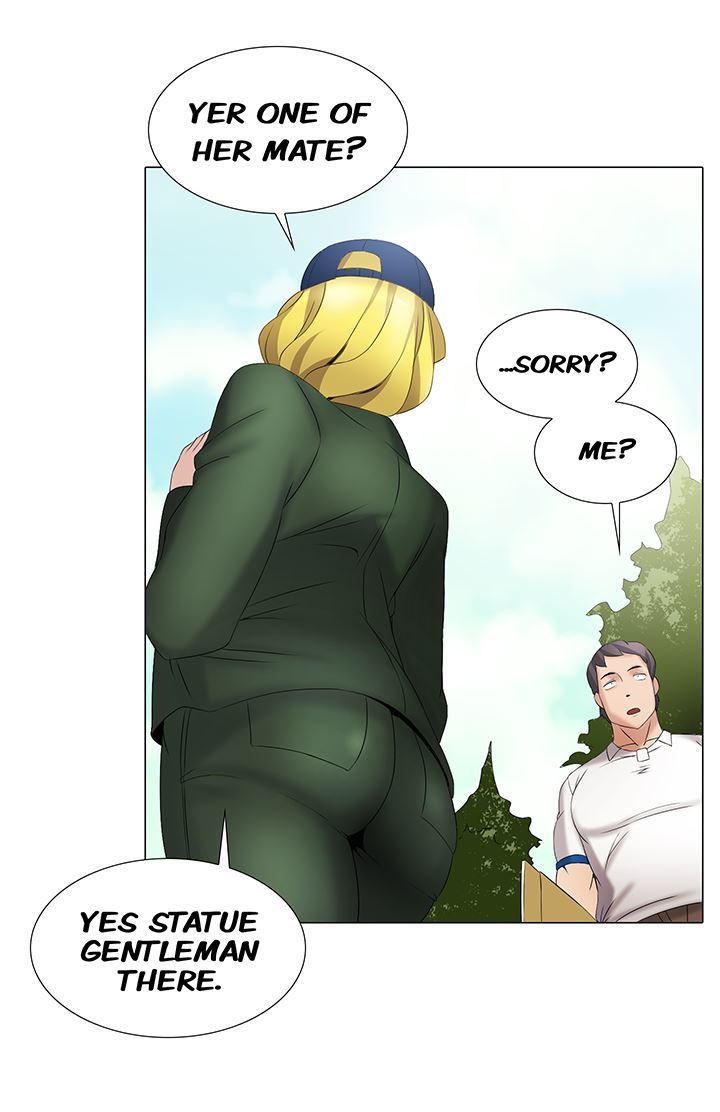 YER ONE OF
HER MATE?
...SORRY?
ME?
YES STATUE
GENTLEMAN
THERE.